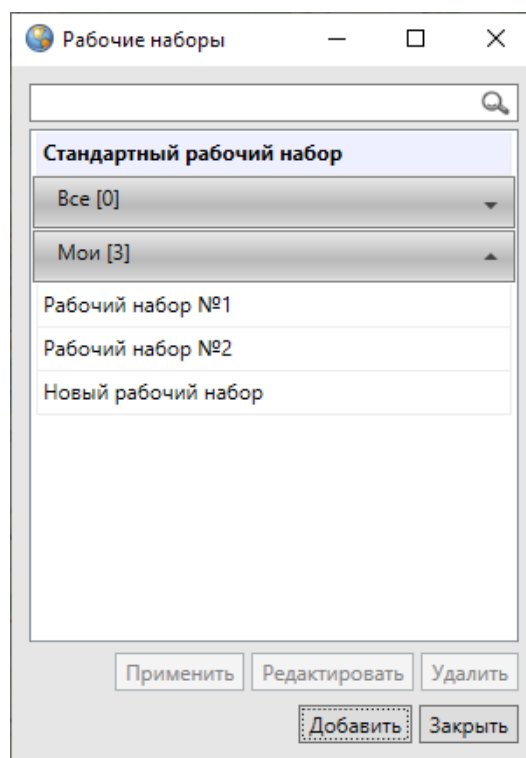 Рабочие наборы
Стандартный рабочий набор
Все [0]
Мои [3]
Рабочий набор №1
Рабочий набор №2
Новый рабочий набор
Применить Редактировать Удалить
Добавить Закрыть